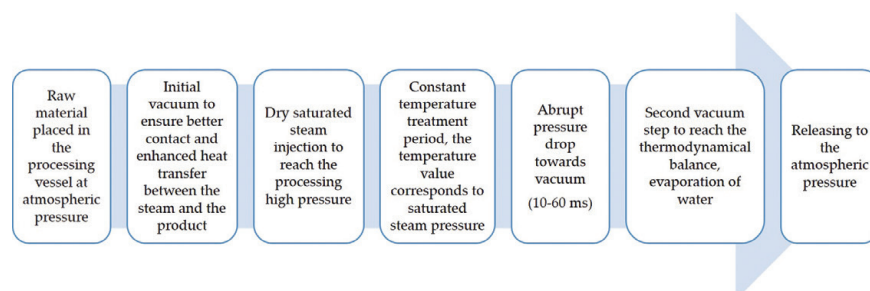 Raw
material
placed in
the
processing
vessel at
atmospheric
pressure
Initial
vacuum to
ensure better
contact and
enhanced heat
transfer
between the
steam and the
product
Dry saturated
steam
injection to
reach the
processing
high pressure
Constant
temperature
treatment
period, the
temperature
value
corresponds to
saturated
steam pressure
Abrupt
pressure
drop
towards
vacuum
(10-60 ms)
Second vacuum
step to reach the
thermodynamical
balance,
evaporation of
water
Releasing to
the
atmospheric
pressure